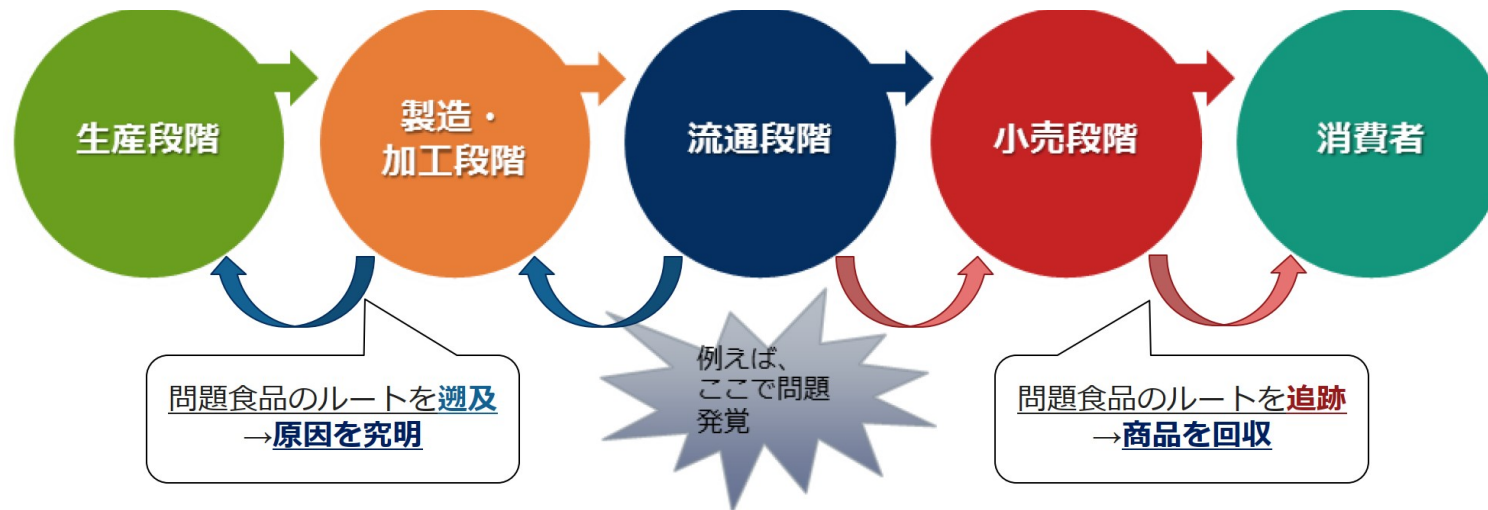 生産段階
製造・
加工段階
流通段階
小売段階
消費者
例えば、
ここで問題
発覚
問題食品のルートを遡及
→原因を究明
問題食品のルートを追跡
→商品を回収